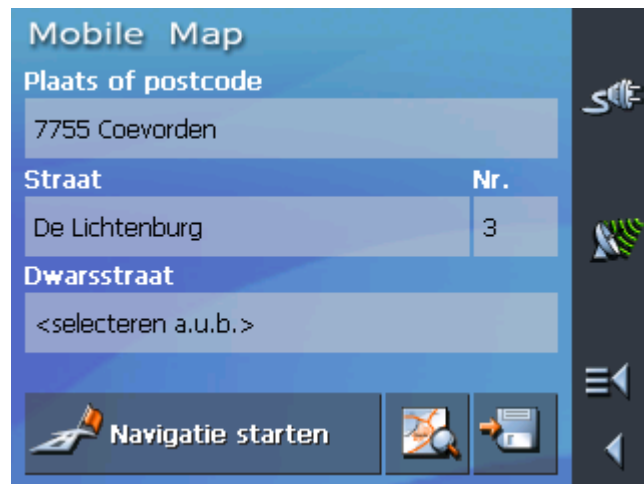 Mobile Map
Plaats of postcode
7755 Coevorden
Straat Nr.
De Lichtenburg 3
Dwarsstraat
<selecteren a.u.b.>
Navigatie starten